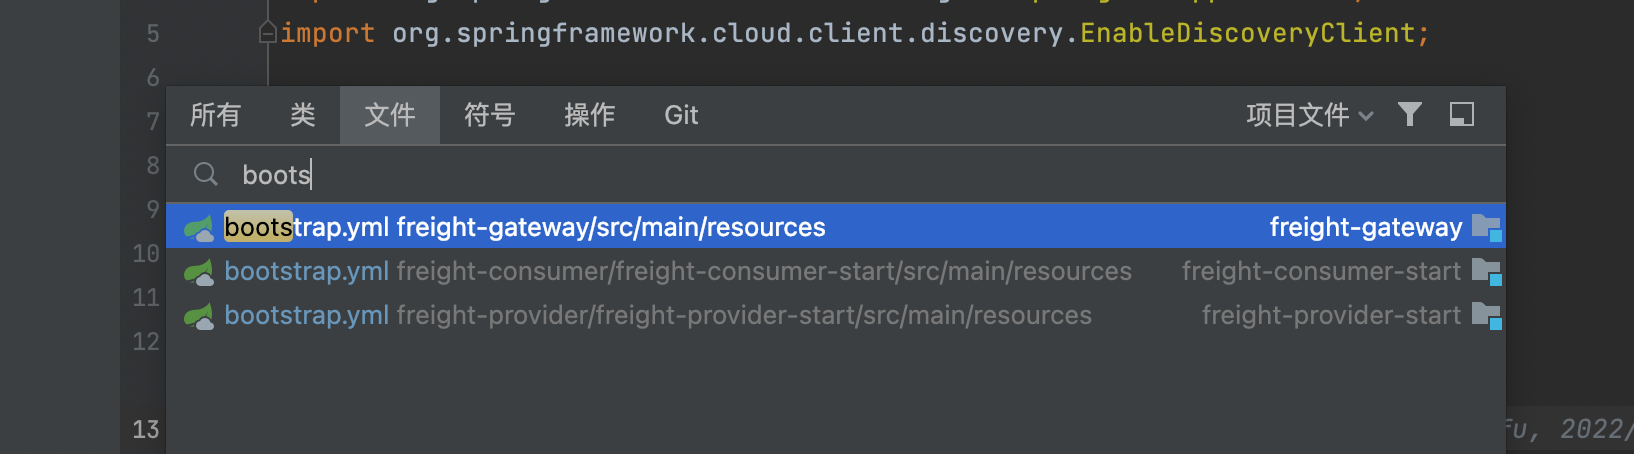 5 import org.springframework.cloud.client.discovery.EnableDiscoveryClient;
6
7
所有 类 文件 符号 操作 Git 项目文件
8
boots
9
bootstrap.yml freight-gateway/src/main/resources freight-gateway
10
bootstrap.yml freight-consumer/freight-consumer-start/src/main/resources freight-consumer-start
11
bootstrap.yml freight-provider/freight-provider-start/src/main/resources freight-provider-start
12
13 fu, 2022/